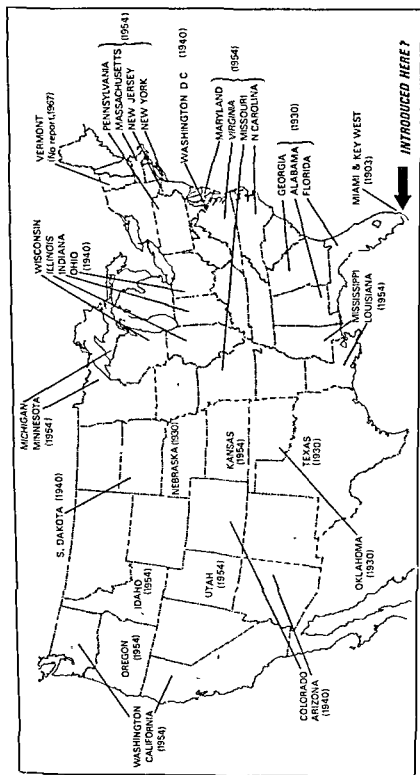 WASHINGTON
CALIFORNIA
(1954)
OREGON
(1954)
IDAHO
(1954)
S. DAKOTA (1940)
MICHIGAN
MINNESOTA
(1954)
WISCONSIN
ILLINOIS
INDIANA
OHIO
(1940)
VERMONT
(No report, 1967)
PENNSYLVANIA
MASSACHUSETTS
NEW JERSEY
NEW YORK
(1954)
WASHINGTON D C (1940)
MARYLAND
VIRGINIA
MISSOURI
N CAROLINA
(1954)
GEORGIA
ALABAMA
FLORIDA
(1930)
MIAMI & KEY WEST
(1903)
INTRODUCED HERE?
MISSISSIPPI
LOUISIANA
(1954)
NEBRASKA (1930)
KANSAS
(1954)
TEXAS
(1930)
UTAH
(1954)
OKLAHOMA
(1930)
COLORADO
ARIZONA
(1940)